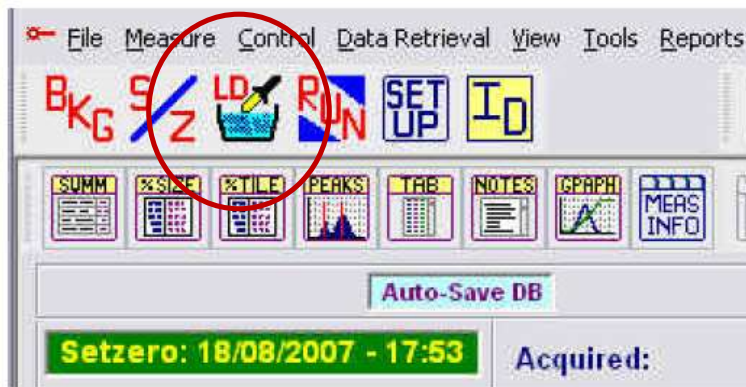 File Measure Control Data Retrieval View Tools Reports
BKG S/Z LD RUN SET UP ID
SUMM %SIZE %TILE PEAKS TAB NOTES GPAPH MEAS INFO
Auto-Save DB
Setzero: 18/08/2007 - 17:53 Acquired: